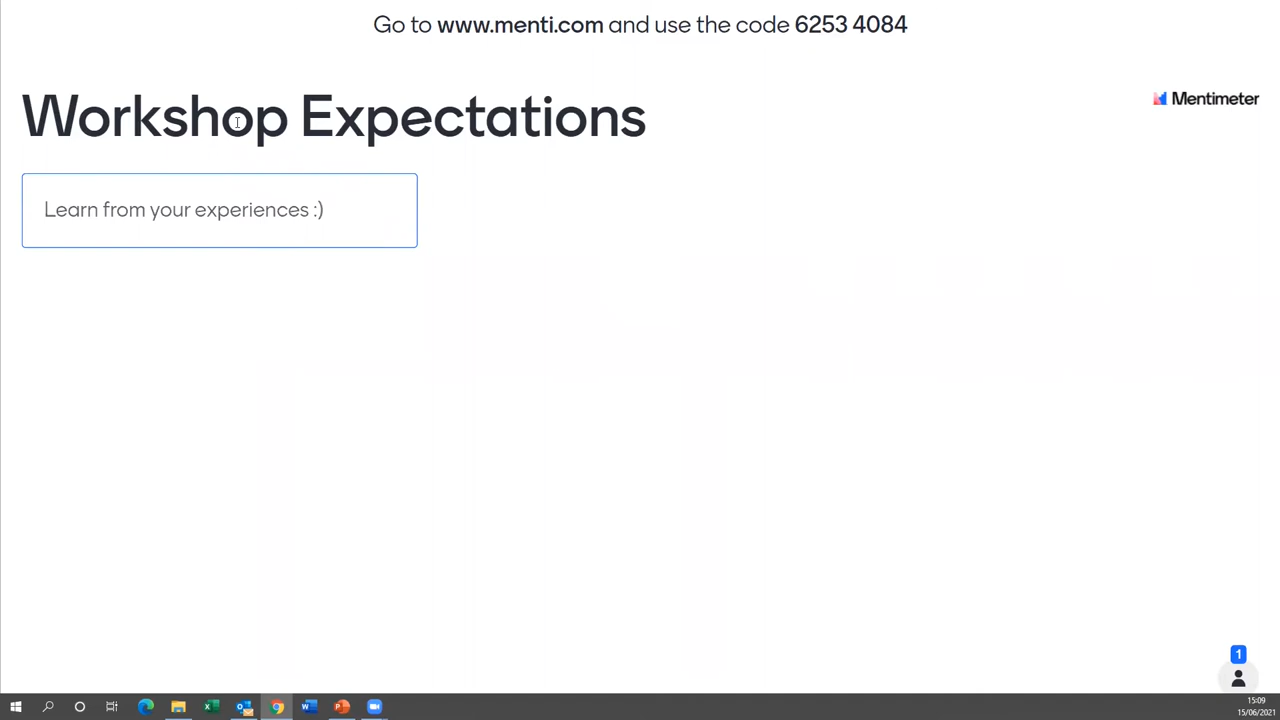 Go to www.menti.com and use the code 6253 4084
Workshop Expectations
Mentimeter
Learn from your experiences :)
1
15:09
15/06/2021